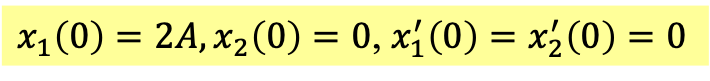 x₁(0) = 2A, x₂(0) = 0, x₁′(0) = x₂′(0) = 0